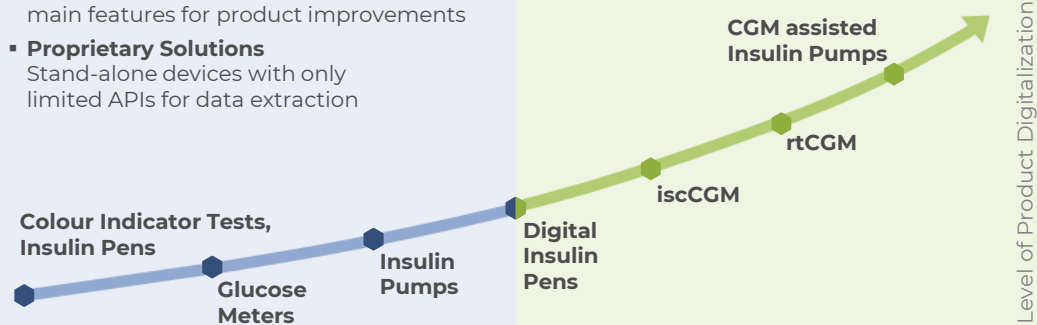 main features for product improvements
▪ Proprietary Solutions
Stand-alone devices with only
limited APIs for data extraction
CGM assisted
Insulin Pumps
rtCGM
iscCGM
Colour Indicator Tests,
Insulin Pens
Glucose
Meters
Insulin
Pumps
Digital
Insulin
Pens
Level of Product Digitalization